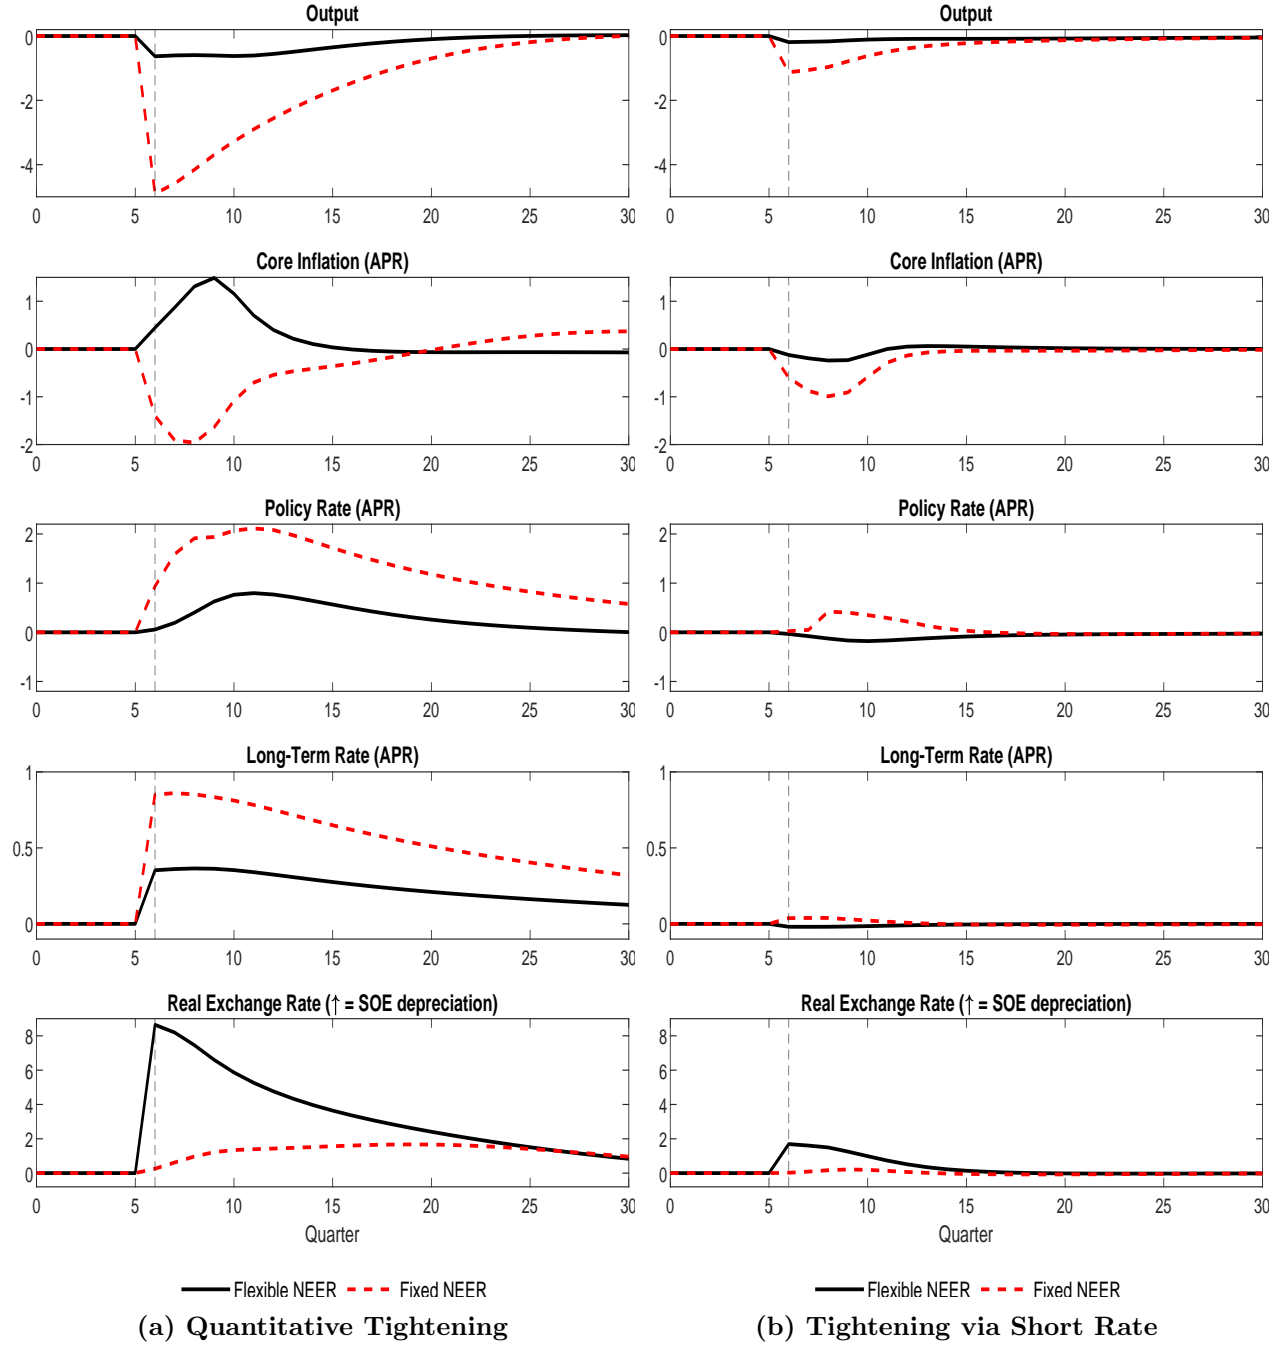 Output
0
-2
-4
0 5 10 15 20 25 30
Core Inflation (APR)
1
0
-1
-2
0 5 10 15 20 25 30
Policy Rate (APR)
2
1
0
-1
0 5 10 15 20 25 30
Long-Term Rate (APR)
1
0.5
0
0 5 10 15 20 25 30
Real Exchange Rate (↑ = SOE depreciation)
8
6
4
2
0
0 5 10 15 20 25 30
Quarter
Flexible NEER Fixed NEER
(a) Quantitative Tightening
Output
0
-2
-4
0 5 10 15 20 25 30
Core Inflation (APR)
1
0
-1
-2
0 5 10 15 20 25 30
Policy Rate (APR)
2
1
0
-1
0 5 10 15 20 25 30
Long-Term Rate (APR)
1
0.5
0
0 5 10 15 20 25 30
Real Exchange Rate (↑ = SOE depreciation)
8
6
4
2
0
0 5 10 15 20 25 30
Quarter
Flexible NEER Fixed NEER
(b) Tightening via Short Rate